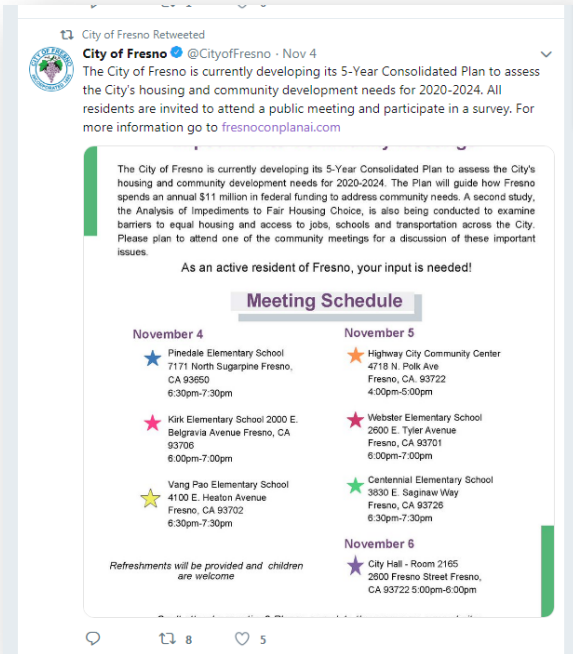 City of Fresno Retweeted
City of Fresno @CityofFresno · Nov 4
The City of Fresno is currently developing its 5-Year Consolidated Plan to assess
the City's housing and community development needs for 2020-2024. All
residents are invited to attend a public meeting and participate in a survey. For
more information go to fresnoconplanai.com
The City of Fresno is currently developing its 5-Year Consolidated Plan to assess the City's
housing and community development needs for 2020-2024. The Plan will guide how Fresno
spends an annual $11 million in federal funding to address community needs. A second study,
the Analysis of Impediments to Fair Housing Choice, is also being conducted to examine
barriers to equal housing and access to jobs, schools and transportation across the City.
Please plan to attend one of the community meetings for a discussion of these important
issues.
As an active resident of Fresno, your input is needed!
Meeting Schedule
November 4
Pinedale Elementary School
7171 North Sugarpine Fresno,
CA 93650
6:30pm-7:30pm
Kirk Elementary School 2000 E.
Belgravia Avenue Fresno, CA
93706
6:00pm-7:00pm
Vang Pao Elementary School
4100 E. Heaton Avenue
Fresno, CA 93702
6:30pm-7:30pm
Refreshments will be provided and children
are welcome
November 5
Highway City Community Center
4718 N. Polk Ave
Fresno, CA. 93722
4:00pm-5:00pm
Webster Elementary School
2600 E. Tyler Avenue
Fresno, CA 93701
6:00pm-7:00pm
Centennial Elementary School
3830 E. Saginaw Way
Fresno, CA 93726
6:30pm-7:30pm
November 6
City Hall - Room 2165
2600 Fresno Street Fresno,
CA 93722 5:00pm-6:00pm
8
5